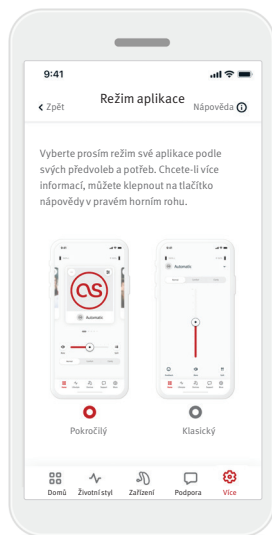 9:41
Zpět
Režim aplikace
Nápověda
Vyberte prosím režim své aplikace podle
svých předvoleb a potřeb. Chcete-li více
informací, můžete klepnout na tlačítko
nápovědy v pravém horním rohu.
Automatic
Automatic
Pokročilý
Klasický
Domů
Životní styl
Zařízení
Podpora
Více